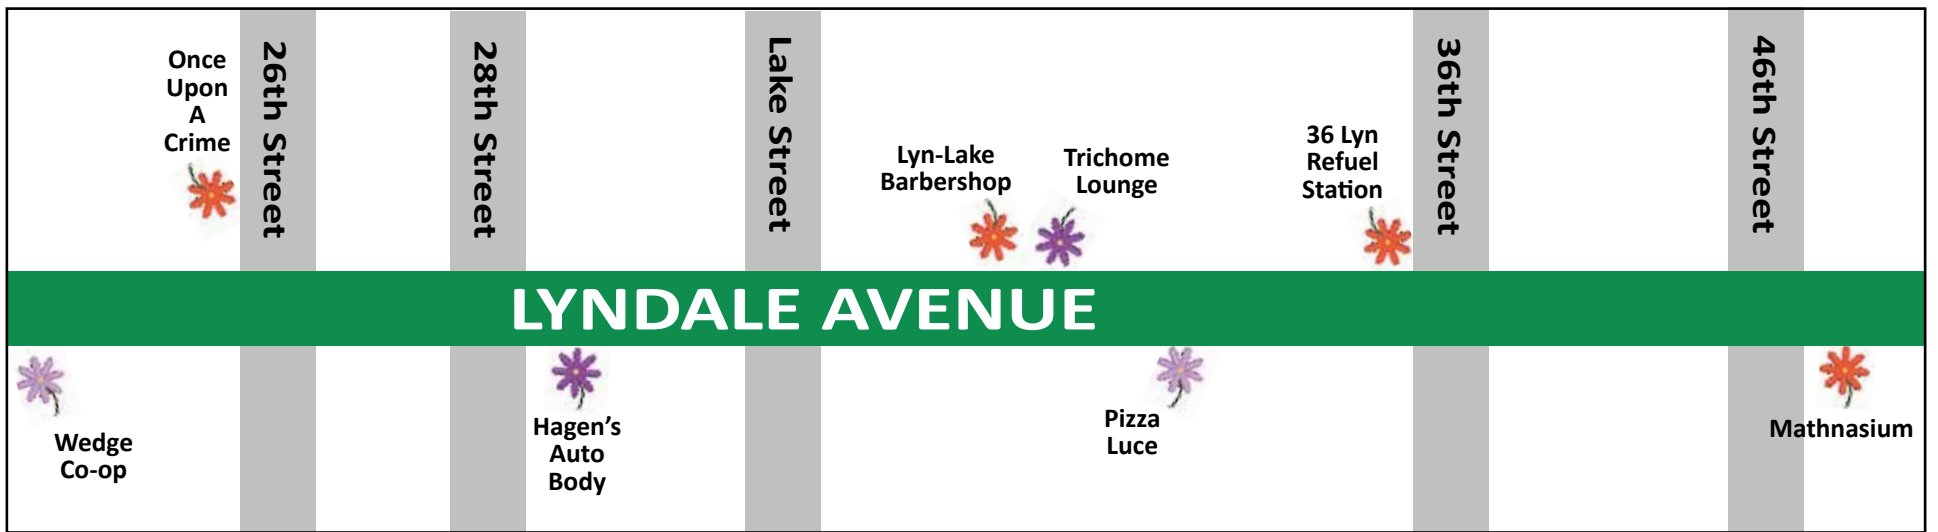 Once
Upon
A
Crime
26th Street
28th Street
Lake Street
Lyn-Lake
Barbershop
Trichome
Lounge
36 Lyn
Refuel
Station
36th Street
46th Street
LYNDALE AVENUE
Wedge
Co-op
Hagen’s
Auto
Body
Pizza
Luce
Mathnasium